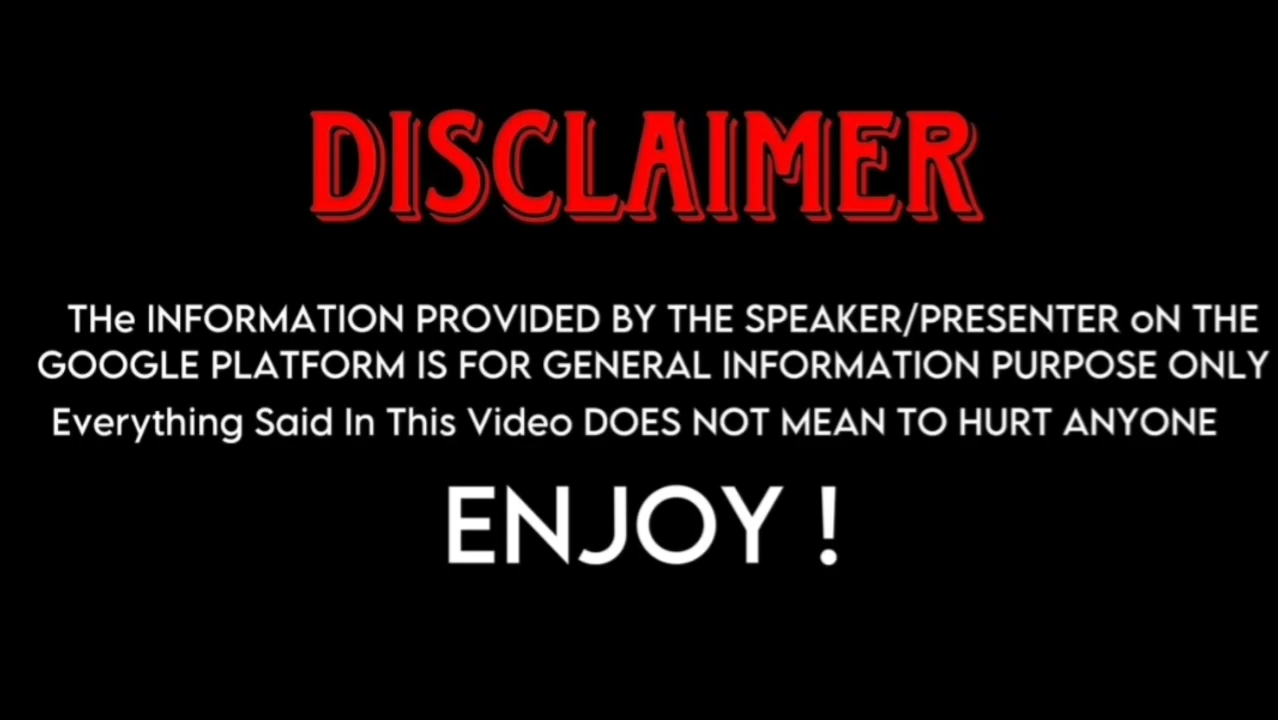 DISCLAIMER
THe INFORMATION PROVIDED BY THE SPEAKER/PRESENTER oN THE
GOOGLE PLATFORM IS FOR GENERAL INFORMATION PURPOSE ONLY
Everything Said In This Video DOES NOT MEAN TO HURT ANYONE
ENJOY !